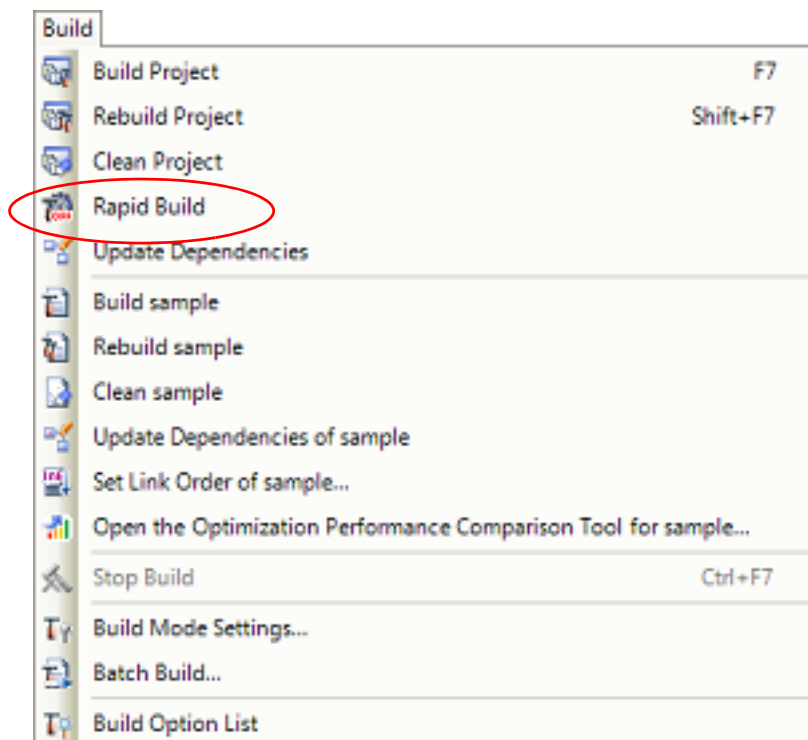 Build
Build Project F7
Rebuild Project Shift+F7
Clean Project
Rapid Build
Update Dependencies
Build sample
Rebuild sample
Clean sample
Update Dependencies of sample
Set Link Order of sample...
Open the Optimization Performance Comparison Tool for sample...
Stop Build Ctrl+F7
Build Mode Settings...
Batch Build...
Build Option List